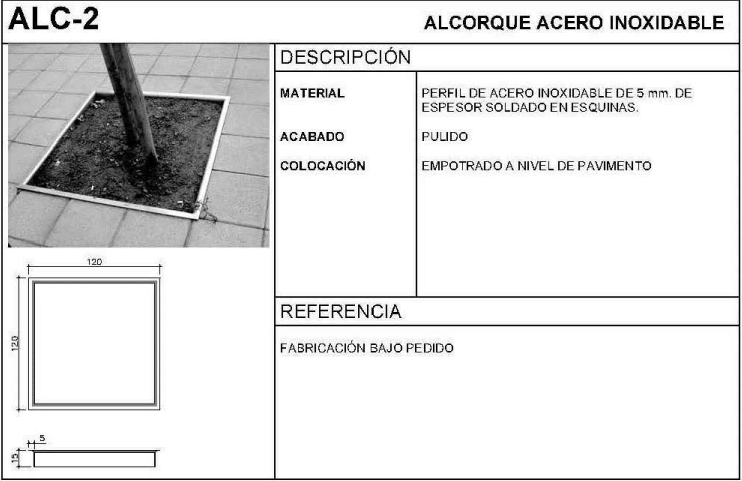 ALC-2
ALCORQUE ACERO INOXIDABLE
DESCRIPCIÓN
MATERIAL
PERFIL DE ACERO INOXIDABLE DE 5 mm. DE
ESPESOR SOLDADO EN ESQUINAS.
ACABADO
PULIDO
COLOCACIÓN
EMPOTRADO A NIVEL DE PAVIMENTO
120
120
5
15
REFERENCIA
FABRICACIÓN BAJO PEDIDO